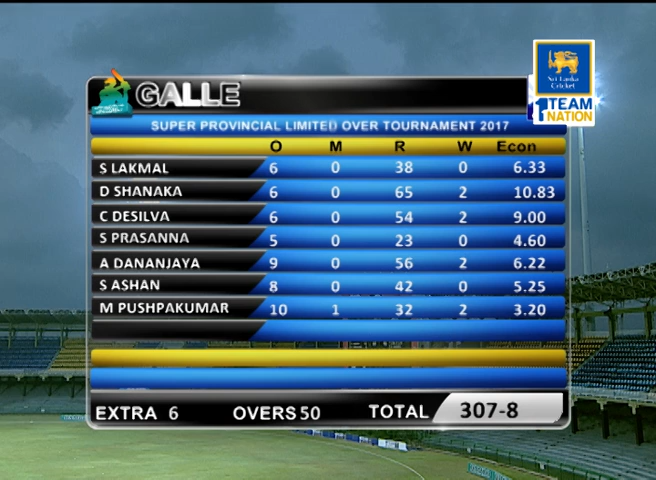 Sri Lanka
Cricket
1 TEAM
NATION
GALLE
SUPER PROVINCIAL LIMITED OVER TOURNAMENT 2017
O M R W Econ
S LAKMAL 6 0 38 0 6.33
D SHANAKA 6 0 65 2 10.83
C DESILVA 6 0 54 2 9.00
S PRASANNA 5 0 23 0 4.60
A DANANJAYA 9 0 56 2 6.22
S ASHAN 8 0 42 0 5.25
M PUSHPAKUMAR 10 1 32 2 3.20
EXTRA 6 OVERS 50 TOTAL 307-8